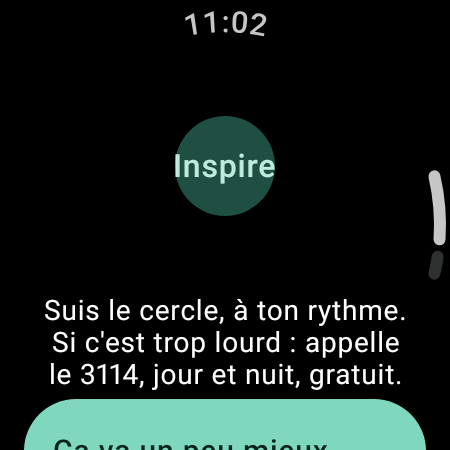 11:02
Inspire
Suis le cercle, à ton rythme.
Si c'est trop lourd : appelle
le 3114, jour et nuit, gratuit.
Ça va un peu mieux